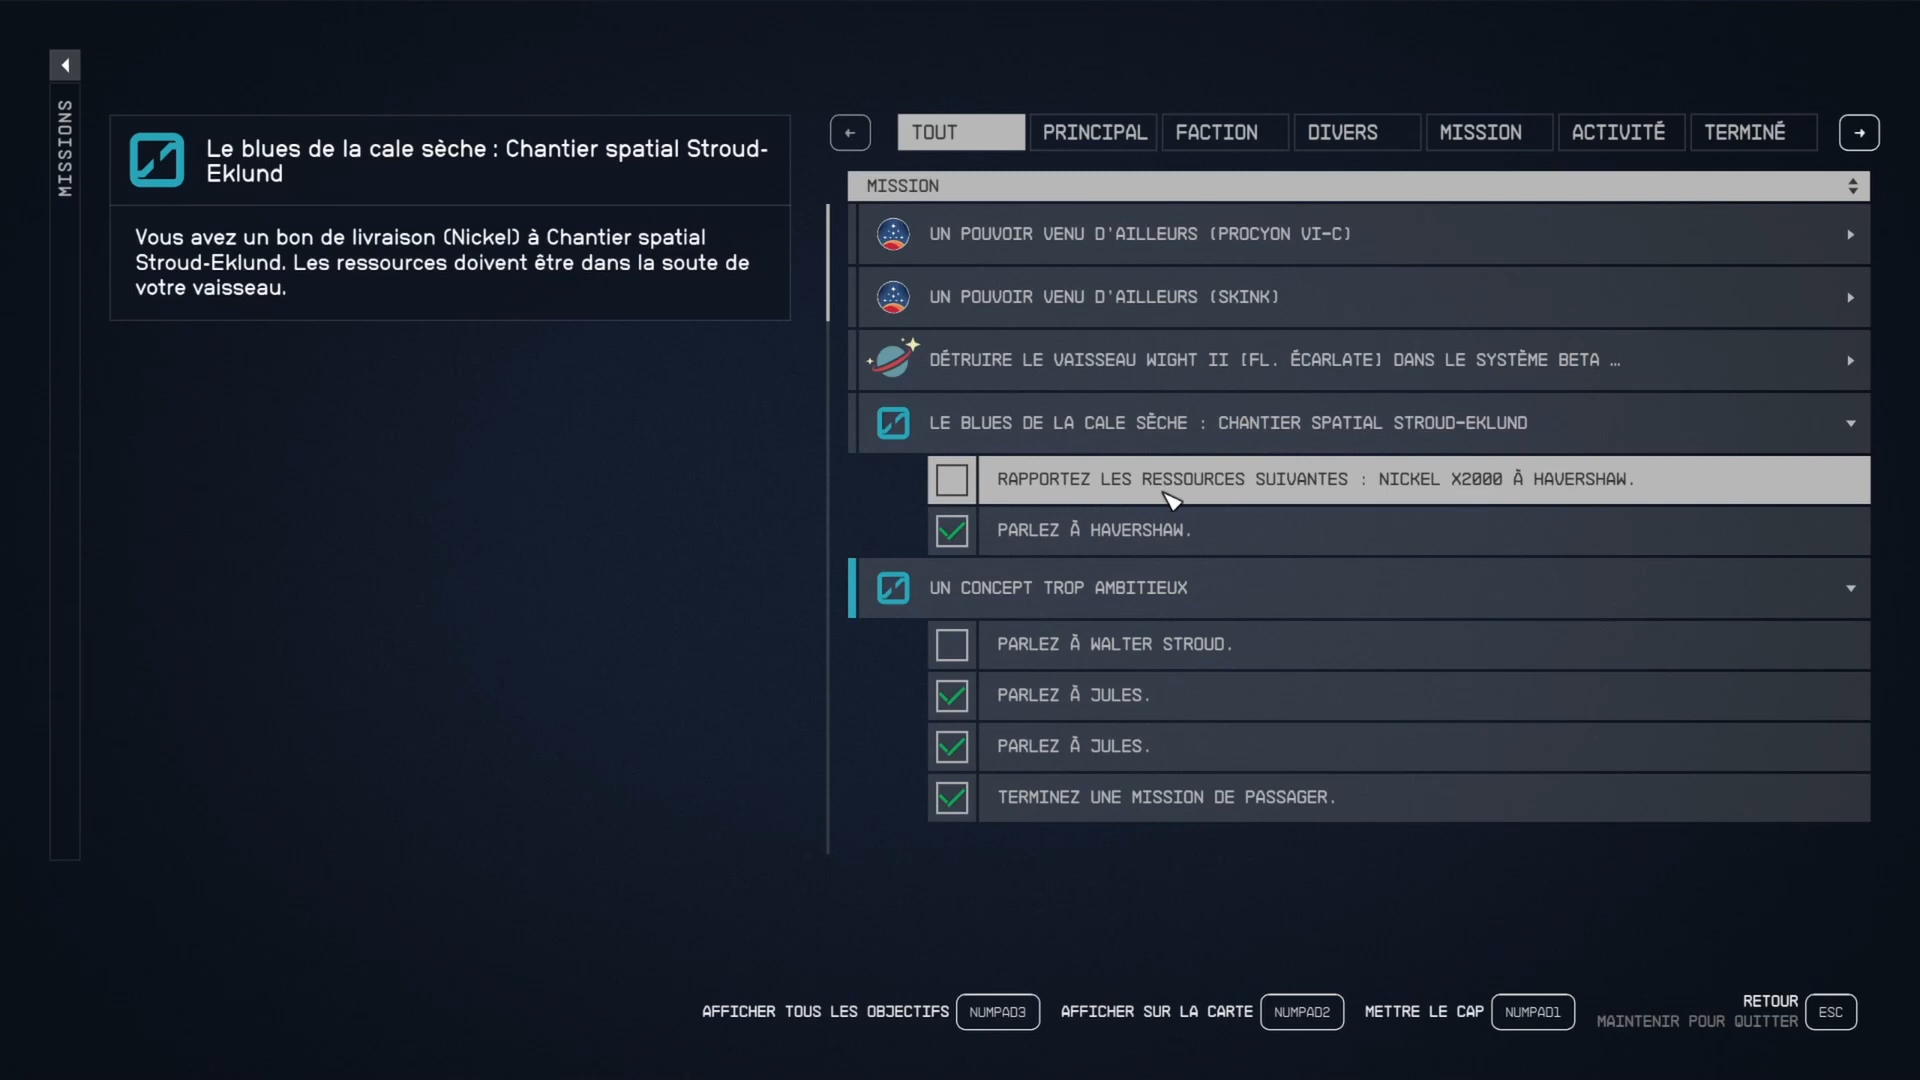 MISSIONS
Le blues de la cale sèche : Chantier spatial Stroud-
Eklund
Vous avez un bon de livraison (Nickel) à Chantier spatial
Stroud-Eklund. Les ressources doivent être dans la soute de
votre vaisseau.
TOUT PRINCIPAL FACTION DIVERS MISSION ACTIVITÉ TERMINÉ
MISSION
UN POUVOIR VENU D'AILLEURS (PROCYON VI-C)
UN POUVOIR VENU D'AILLEURS (SKINK)
DÉTRUIRE LE VAISSEAU WIGHT II (FL. ÉCARLATE) DANS LE SYSTÈME BETA ...
LE BLUES DE LA CALE SÈCHE : CHANTIER SPATIAL STROUD-EKLUND
RAPPORTEZ LES RESSOURCES SUIVANTES : NICKEL X2000 À HAVERSHAW.
PARLEZ À HAVERSHAW.
UN CONCEPT TROP AMBITIEUX
PARLEZ À WALTER STROUD.
PARLEZ À JULES.
PARLEZ À JULES.
TERMINEZ UNE MISSION DE PASSAGER.
AFFICHER TOUS LES OBJECTIFS NUMPAD3 AFFICHER SUR LA CARTE NUMPAD2 METTRE LE CAP NUMPAD1 RETOUR ESC
MAINTENIR POUR QUITTER